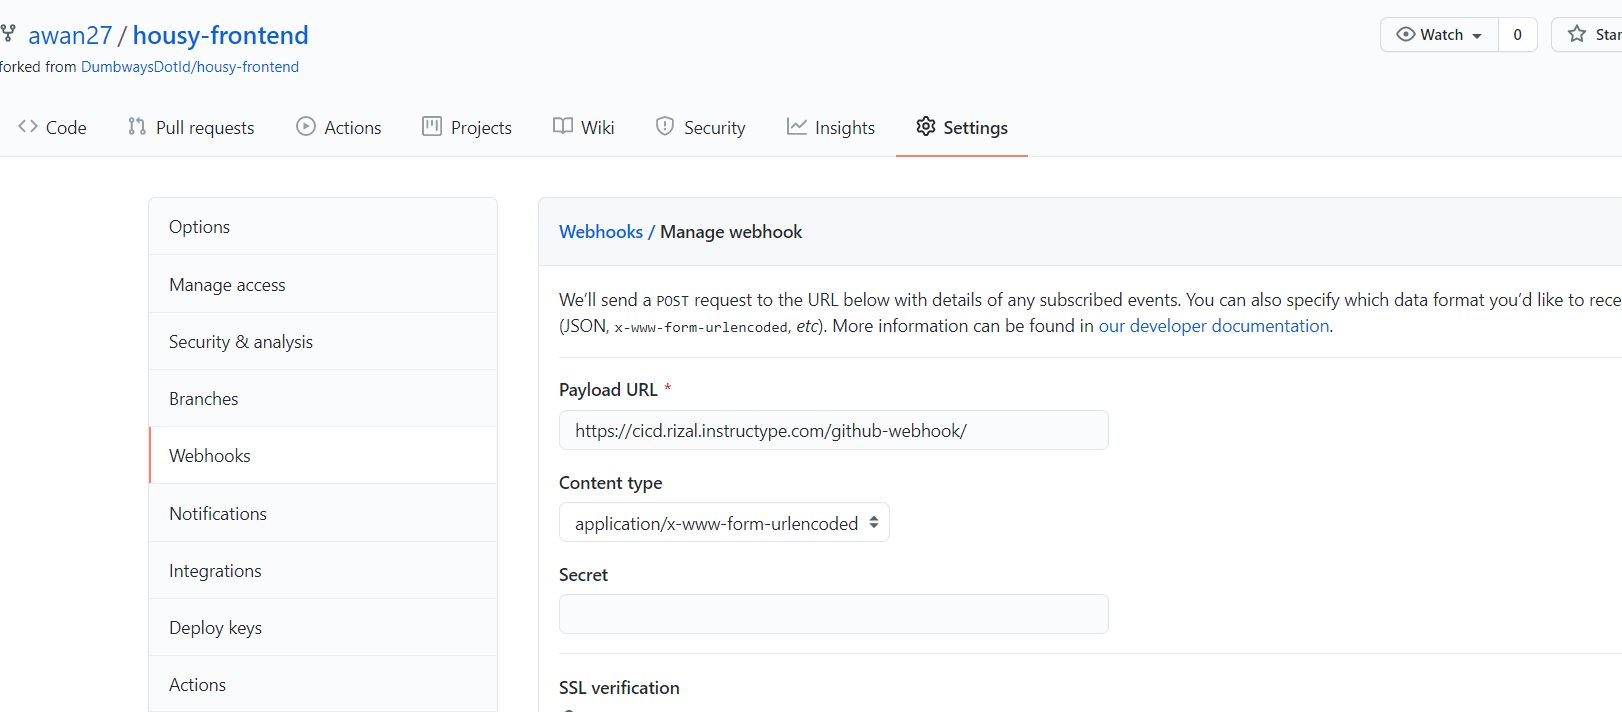 awan27 / housy-frontend
Watch 0 Star
forked from DumbwaysDotId/housy-frontend
Code Pull requests Actions Projects Wiki Security Insights Settings
Options
Manage access
Security & analysis
Branches
Webhooks
Notifications
Integrations
Deploy keys
Actions
Webhooks / Manage webhook
We'll send a POST request to the URL below with details of any subscribed events. You can also specify which data format you'd like to rece
(JSON, x-www-form-urlencoded, etc). More information can be found in our developer documentation.
Payload URL *
https://cicd.rizal.instructype.com/github-webhook/
Content type
application/x-www-form-urlencoded
Secret
SSL verification